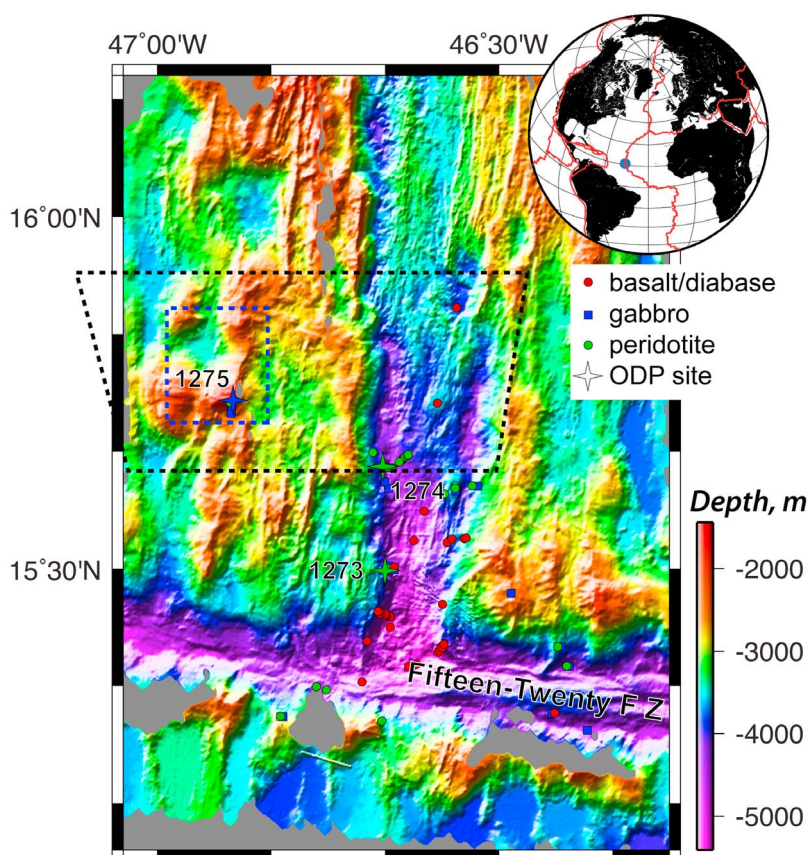 47°00'W
46°30'W
16°00'N
basalt/diabase
gabbro
peridotite
ODP site
1275
1274
Depth, m
1273
15°30'N
-2000
-3000
-4000
-5000
Fifteen-Twenty F Z